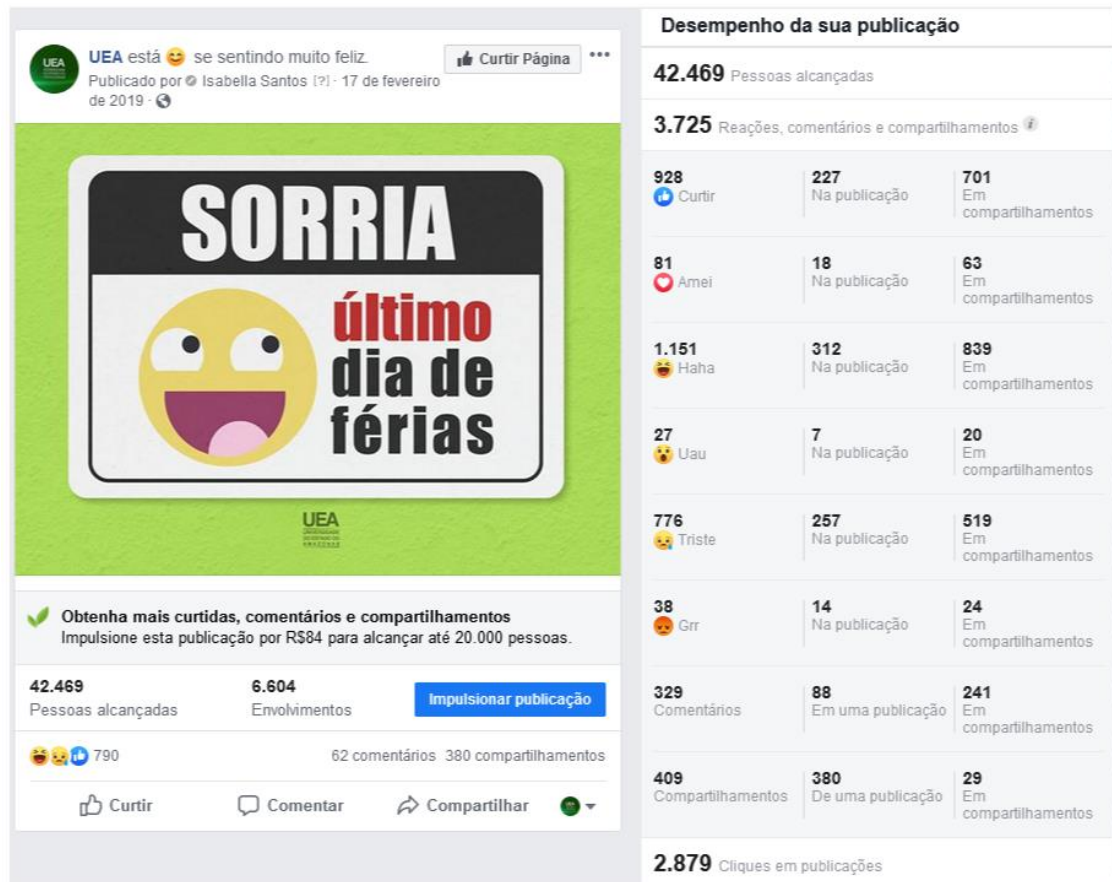 UEA está se sentindo muito feliz.
Publicado por Isabella Santos [?] · 17 de fevereiro
de 2019 ·
Curtir Página
UEA
SORRIA
último
dia de
férias
UEA
Obtenha mais curtidas, comentários e compartilhamentos
Impulsione esta publicação por R$84 para alcançar até 20.000 pessoas.
42.469
Pessoas alcançadas
6.604
Envolvimentos
Impulsionar publicação
790
62 comentários 380 compartilhamentos
Curtir
Comentar
Compartilhar
Desempenho da sua publicação
42.469 Pessoas alcançadas
3.725 Reações, comentários e compartilhamentos
928
Curtir
227
Na publicação
701
Em
compartilhamentos
81
Amei
18
Na publicação
63
Em
compartilhamentos
1.151
Haha
312
Na publicação
839
Em
compartilhamentos
27
Uau
7
Na publicação
20
Em
compartilhamentos
776
Triste
257
Na publicação
519
Em
compartilhamentos
38
Grr
14
Na publicação
24
Em
compartilhamentos
329
Comentários
88
Em uma publicação
241
Em
compartilhamentos
409
Compartilhamentos
380
De uma publicação
29
Em
compartilhamentos
2.879 Cliques em publicações